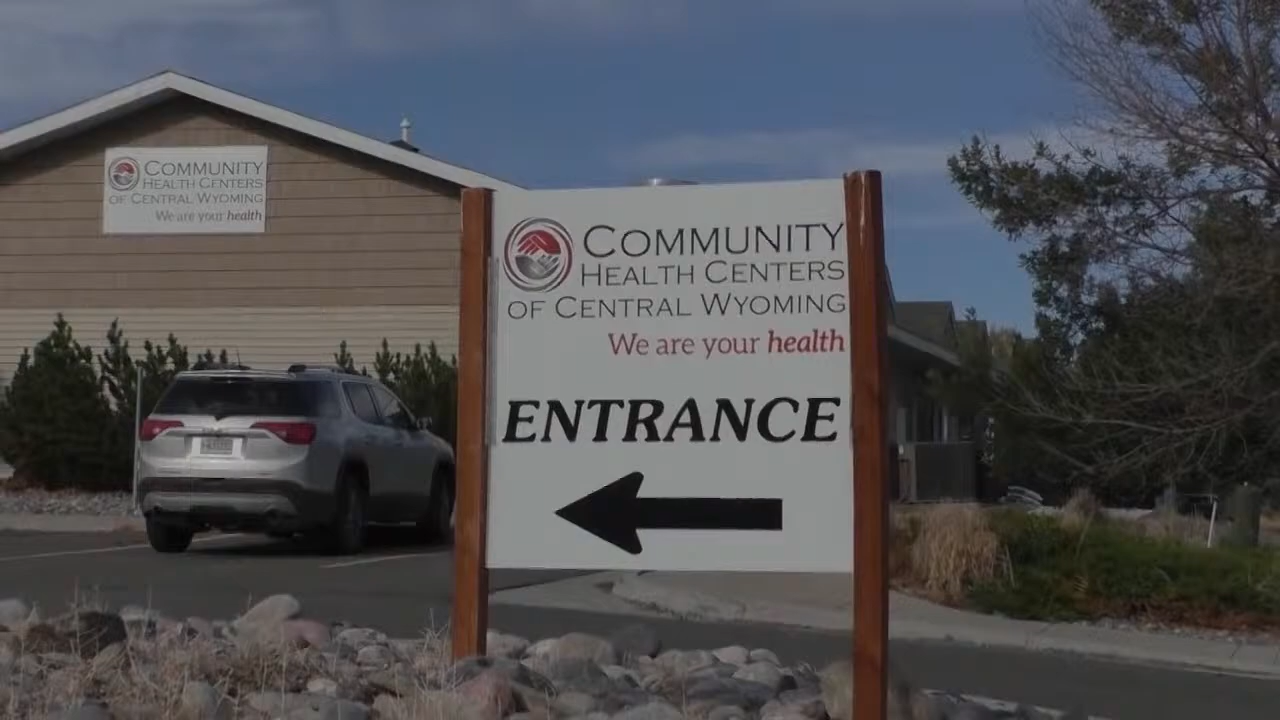 COMMUNITY
HEALTH CENTERS
OF CENTRAL WYOMING
We are your health
COMMUNITY
HEALTH CENTERS
OF CENTRAL WYOMING
We are your health
ENTRANCE